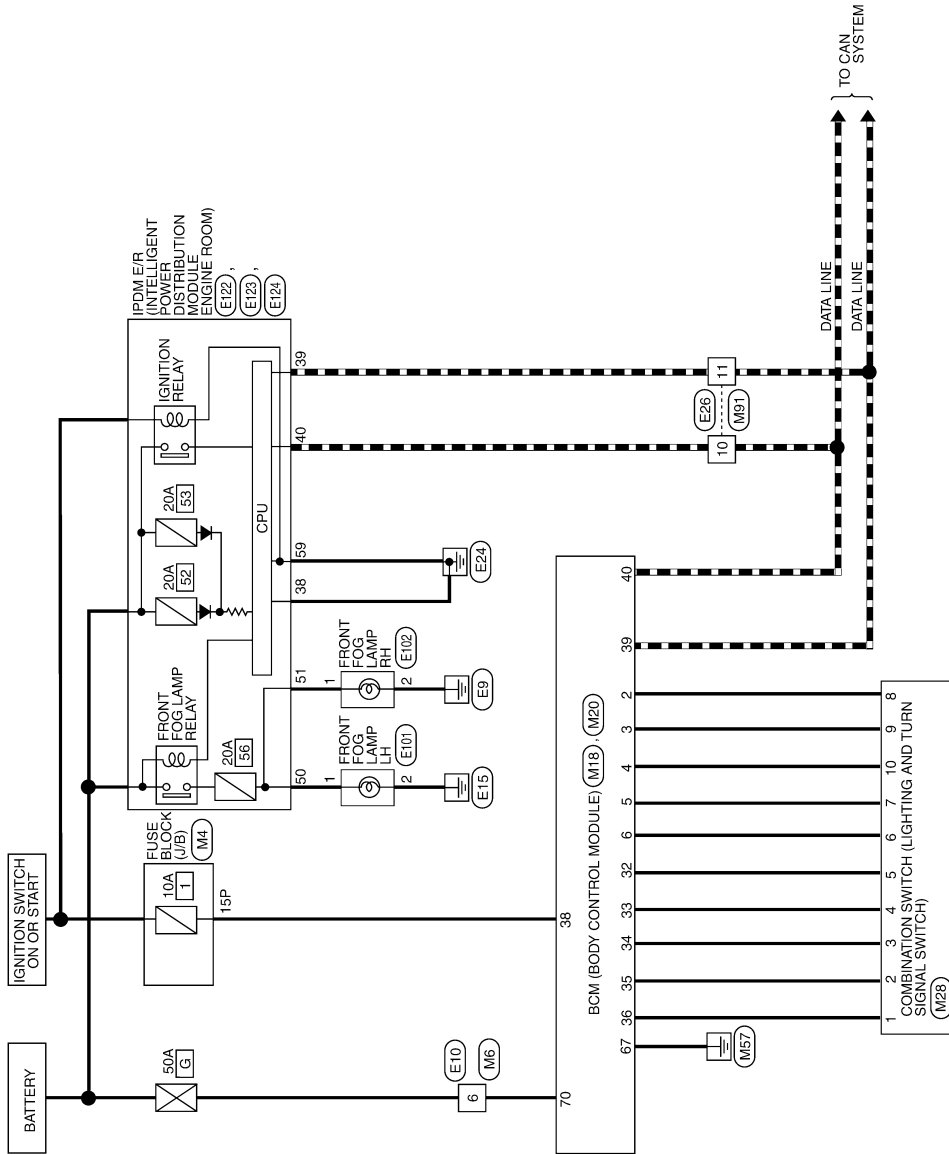 BATTERY
IGNITION SWITCH
ON OR START
50A
G
FUSE
BLOCK
(J/B)
M4
10A
1
15P
FRONT
FOG LAMP
RELAY
20A
56
20A
52
20A
53
IGNITION
RELAY
CPU
IPDM E/R
(INTELLIGENT
POWER
DISTRIBUTION
MODULE
ENGINE ROOM)
E122 ,
E123 ,
E124
50
51
38
59
40
39
1
FRONT
FOG
LAMP
LH
E101
2
E15
1
FRONT
FOG
LAMP
RH
E102
2
E9
E24
E10
6
M6
E26
10
11
M91
DATA LINE
DATA LINE
TO CAN
SYSTEM
70
38
BCM (BODY CONTROL MODULE) M18 , M20
40
67
36
35
34
33
32
6
5
4
3
2
39
M57
1
2
3
4
5
6
7
10
9
8
COMBINATION SWITCH (LIGHTING AND TURN
SIGNAL SWITCH)
M28